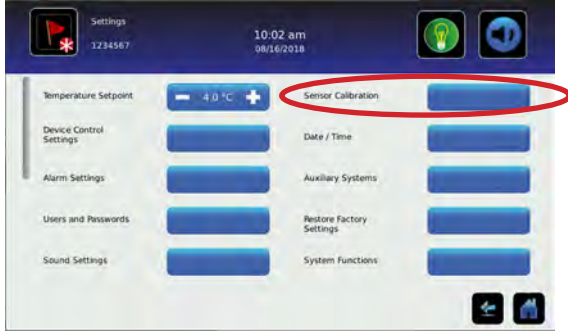 Settings
1234567
10:02 am
08/16/2018
Temperature Setpoint
4.0 °C
Sensor Calibration
Device Control
Settings
Date / Time
Alarm Settings
Auxiliary Systems
Users and Passwords
Restore Factory
Settings
Sound Settings
System Functions